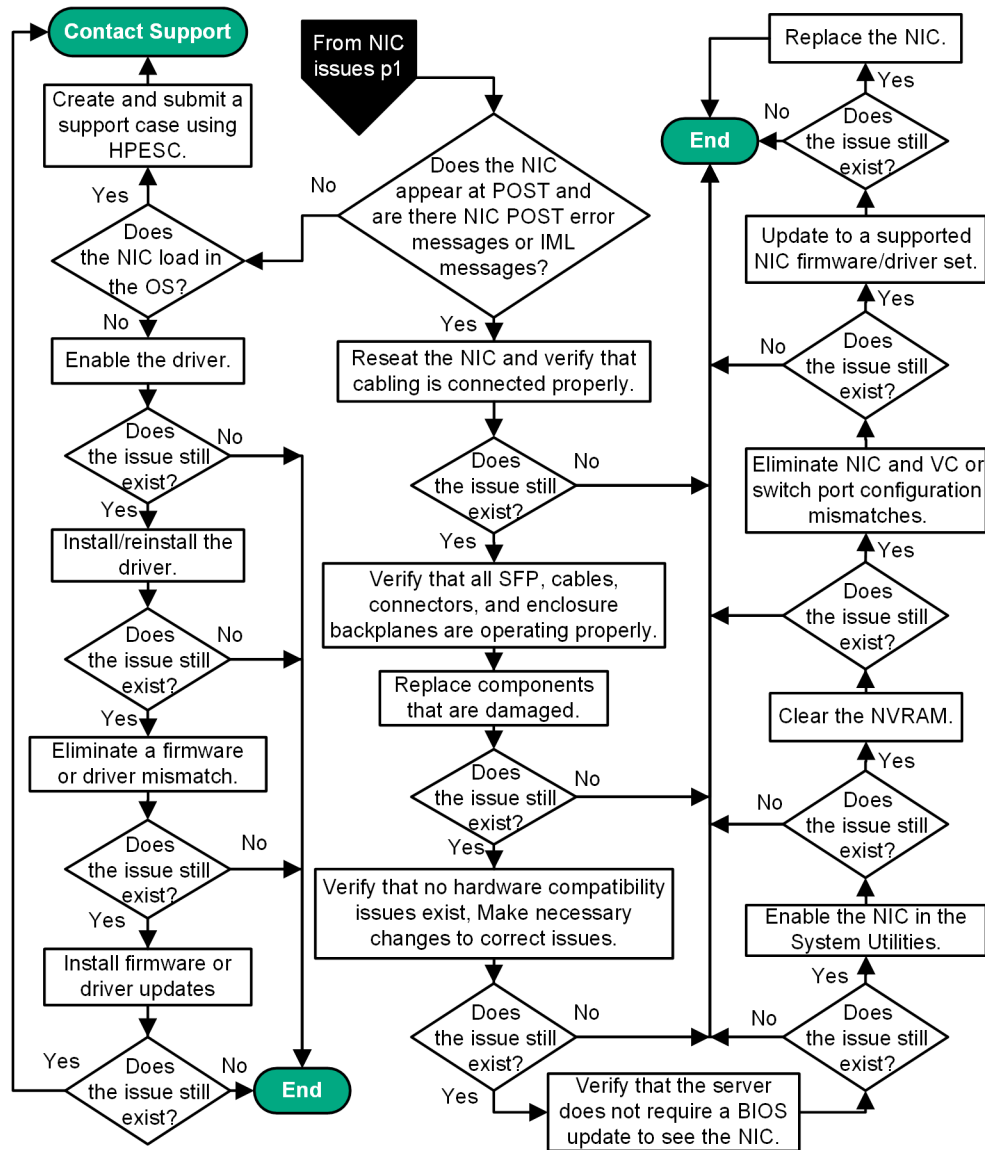 Contact Support
Create and submit a
support case using
HPESC.
Yes
Does
the NIC load in
the OS?
No
Enable the driver.
Does
the issue still
exist?
No
Yes
Install/reinstall the
driver.
Does
the issue still
exist?
No
Yes
Eliminate a firmware
or driver mismatch.
Does
the issue still
exist?
No
Yes
Install firmware or
driver updates
Does
the issue still
exist?
Yes
No
End
From NIC
issues p1
Does the NIC
appear at POST and
are there NIC POST error
messages or IML
messages?
No
Yes
Reseat the NIC and verify that
cabling is connected properly.
Does
the issue still
exist?
No
Yes
Verify that all SFP, cables,
connectors, and enclosure
backplanes are operating properly.
Replace components
that are damaged.
Does
the issue still
exist?
No
Yes
Verify that no hardware compatibility
issues exist, Make necessary
changes to correct issues.
Does
the issue still
exist?
No
Yes
Verify that the server
does not require a BIOS
update to see the NIC.
Does
the issue still
exist?
No
Yes
Enable the NIC in the
System Utilities.
Does
the issue still
exist?
No
Yes
Clear the NVRAM.
Does
the issue still
exist?
Yes
Eliminate NIC and VC or
switch port configuration
mismatches.
Does
the issue still
exist?
No
Yes
Update to a supported
NIC firmware/driver set.
Does
the issue still
exist?
No
Yes
Replace the NIC.
End